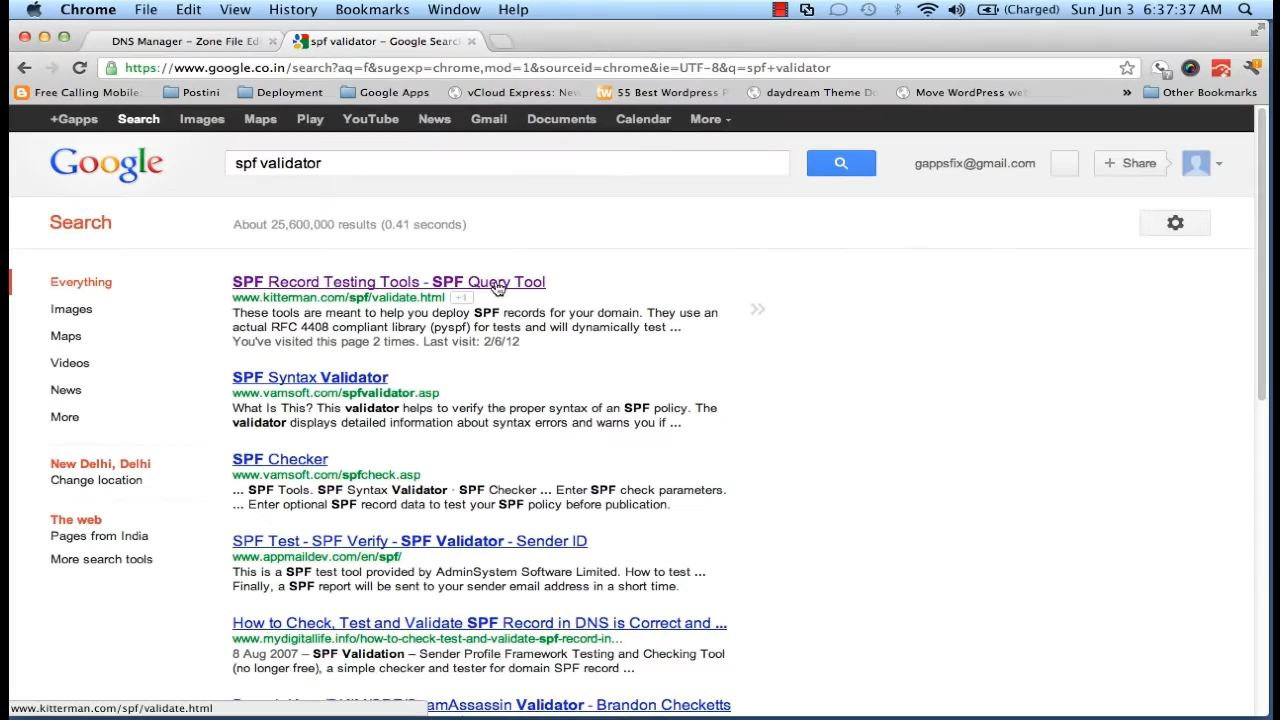 Chrome File Edit View History Bookmarks Window Help (Charged) Sun Jun 3 6:37:37 AM
DNS Manager – Zone File Edi
spf validator – Google Search
https://www.google.co.in/search?aq=f&sugexp=chrome,mod=1&sourceid=chrome&ie=UTF-8&q=spf+validator
Free Calling Mobile: Postini Deployment Google Apps vCloud Express: New 55 Best Wordpress daydream Theme Do Move WordPress we » Other Bookmarks
+Gapps Search Images Maps Play YouTube News Gmail Documents Calendar More
Google
spf validator
gappsfix@gmail.com
+ Share
Search
About 25,600,000 results (0.41 seconds)
Everything
Images
Maps
Videos
News
More
New Delhi, Delhi
Change location
The web
Pages from India
More search tools
SPF Record Testing Tools - SPF Query Tool
www.kitterman.com/spf/validate.html +1
These tools are meant to help you deploy SPF records for your domain. They use an
actual RFC 4408 compliant library (pyspf) for tests and will dynamically test ...
You've visited this page 2 times. Last visit: 2/6/12
SPF Syntax Validator
www.vamsoft.com/spfvalidator.asp
What Is This? This validator helps to verify the proper syntax of an SPF policy. The
validator displays detailed information about syntax errors and warns you if ...
SPF Checker
www.vamsoft.com/spfcheck.asp
... SPF Tools. SPF Syntax Validator · SPF Checker ... Enter SPF check parameters.
... Enter optional SPF record data to test your SPF policy before publication.
SPF Test - SPF Verify - SPF Validator - Sender ID
www.appmaildev.com/en/spf/
This is a SPF test tool provided by AdminSystem Software Limited. How to test ...
Finally, a SPF report will be sent to your sender email address in a short time.
How to Check, Test and Validate SPF Record in DNS is Correct and ...
www.mydigitallife.info/how-to-check-test-and-validate-spf-record-in...
8 Aug 2007 – SPF Validation – Sender Profile Framework Testing and Checking Tool
(no longer free), a simple checker and tester for domain SPF record ...
amAssassin Validator - Brandon Checketts
www.kitterman.com/spf/validate.html